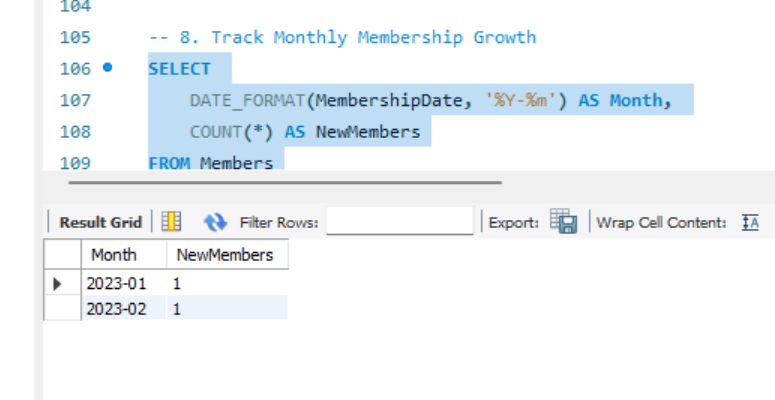 104
105 -- 8. Track Monthly Membership Growth
106 SELECT
107 DATE_FORMAT(MembershipDate, '%Y-%m') AS Month,
108 COUNT(*) AS NewMembers
109 FROM Members
Result Grid Filter Rows: Export: Wrap Cell Content: IA
Month NewMembers
2023-01 1
2023-02 1